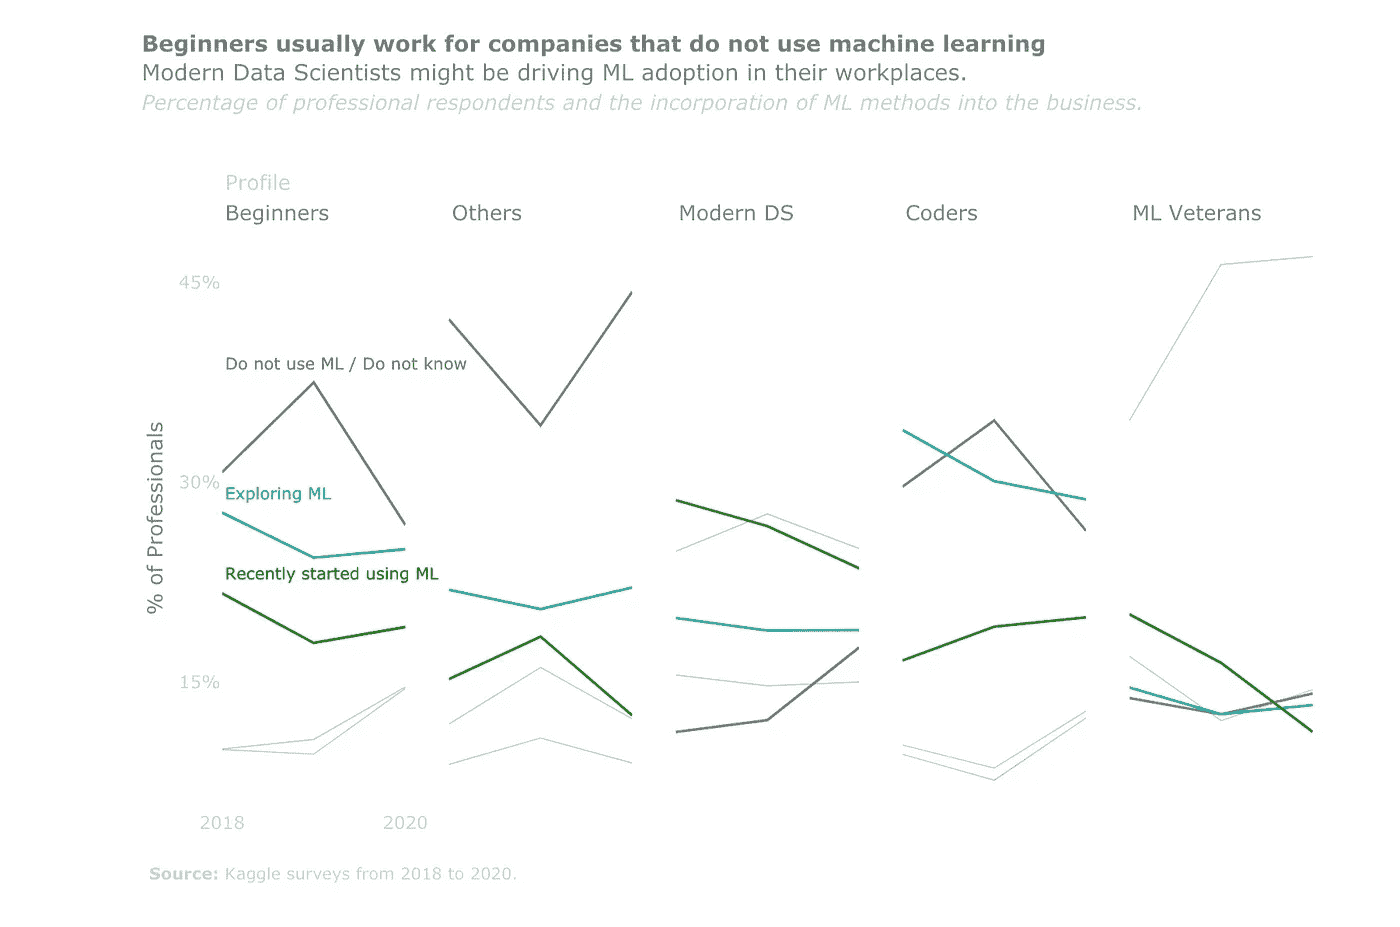 Beginners usually work for companies that do not use machine learning
Modern Data Scientists might be driving ML adoption in their workplaces.
Percentage of professional respondents and the incorporation of ML methods into the business.
Profile
Beginners
Others
Modern DS
Coders
ML Veterans
45%
Do not use ML / Do not know
30%
Exploring ML
Recently started using ML
15%
% of Professionals
2018
2020
Source: Kaggle surveys from 2018 to 2020.